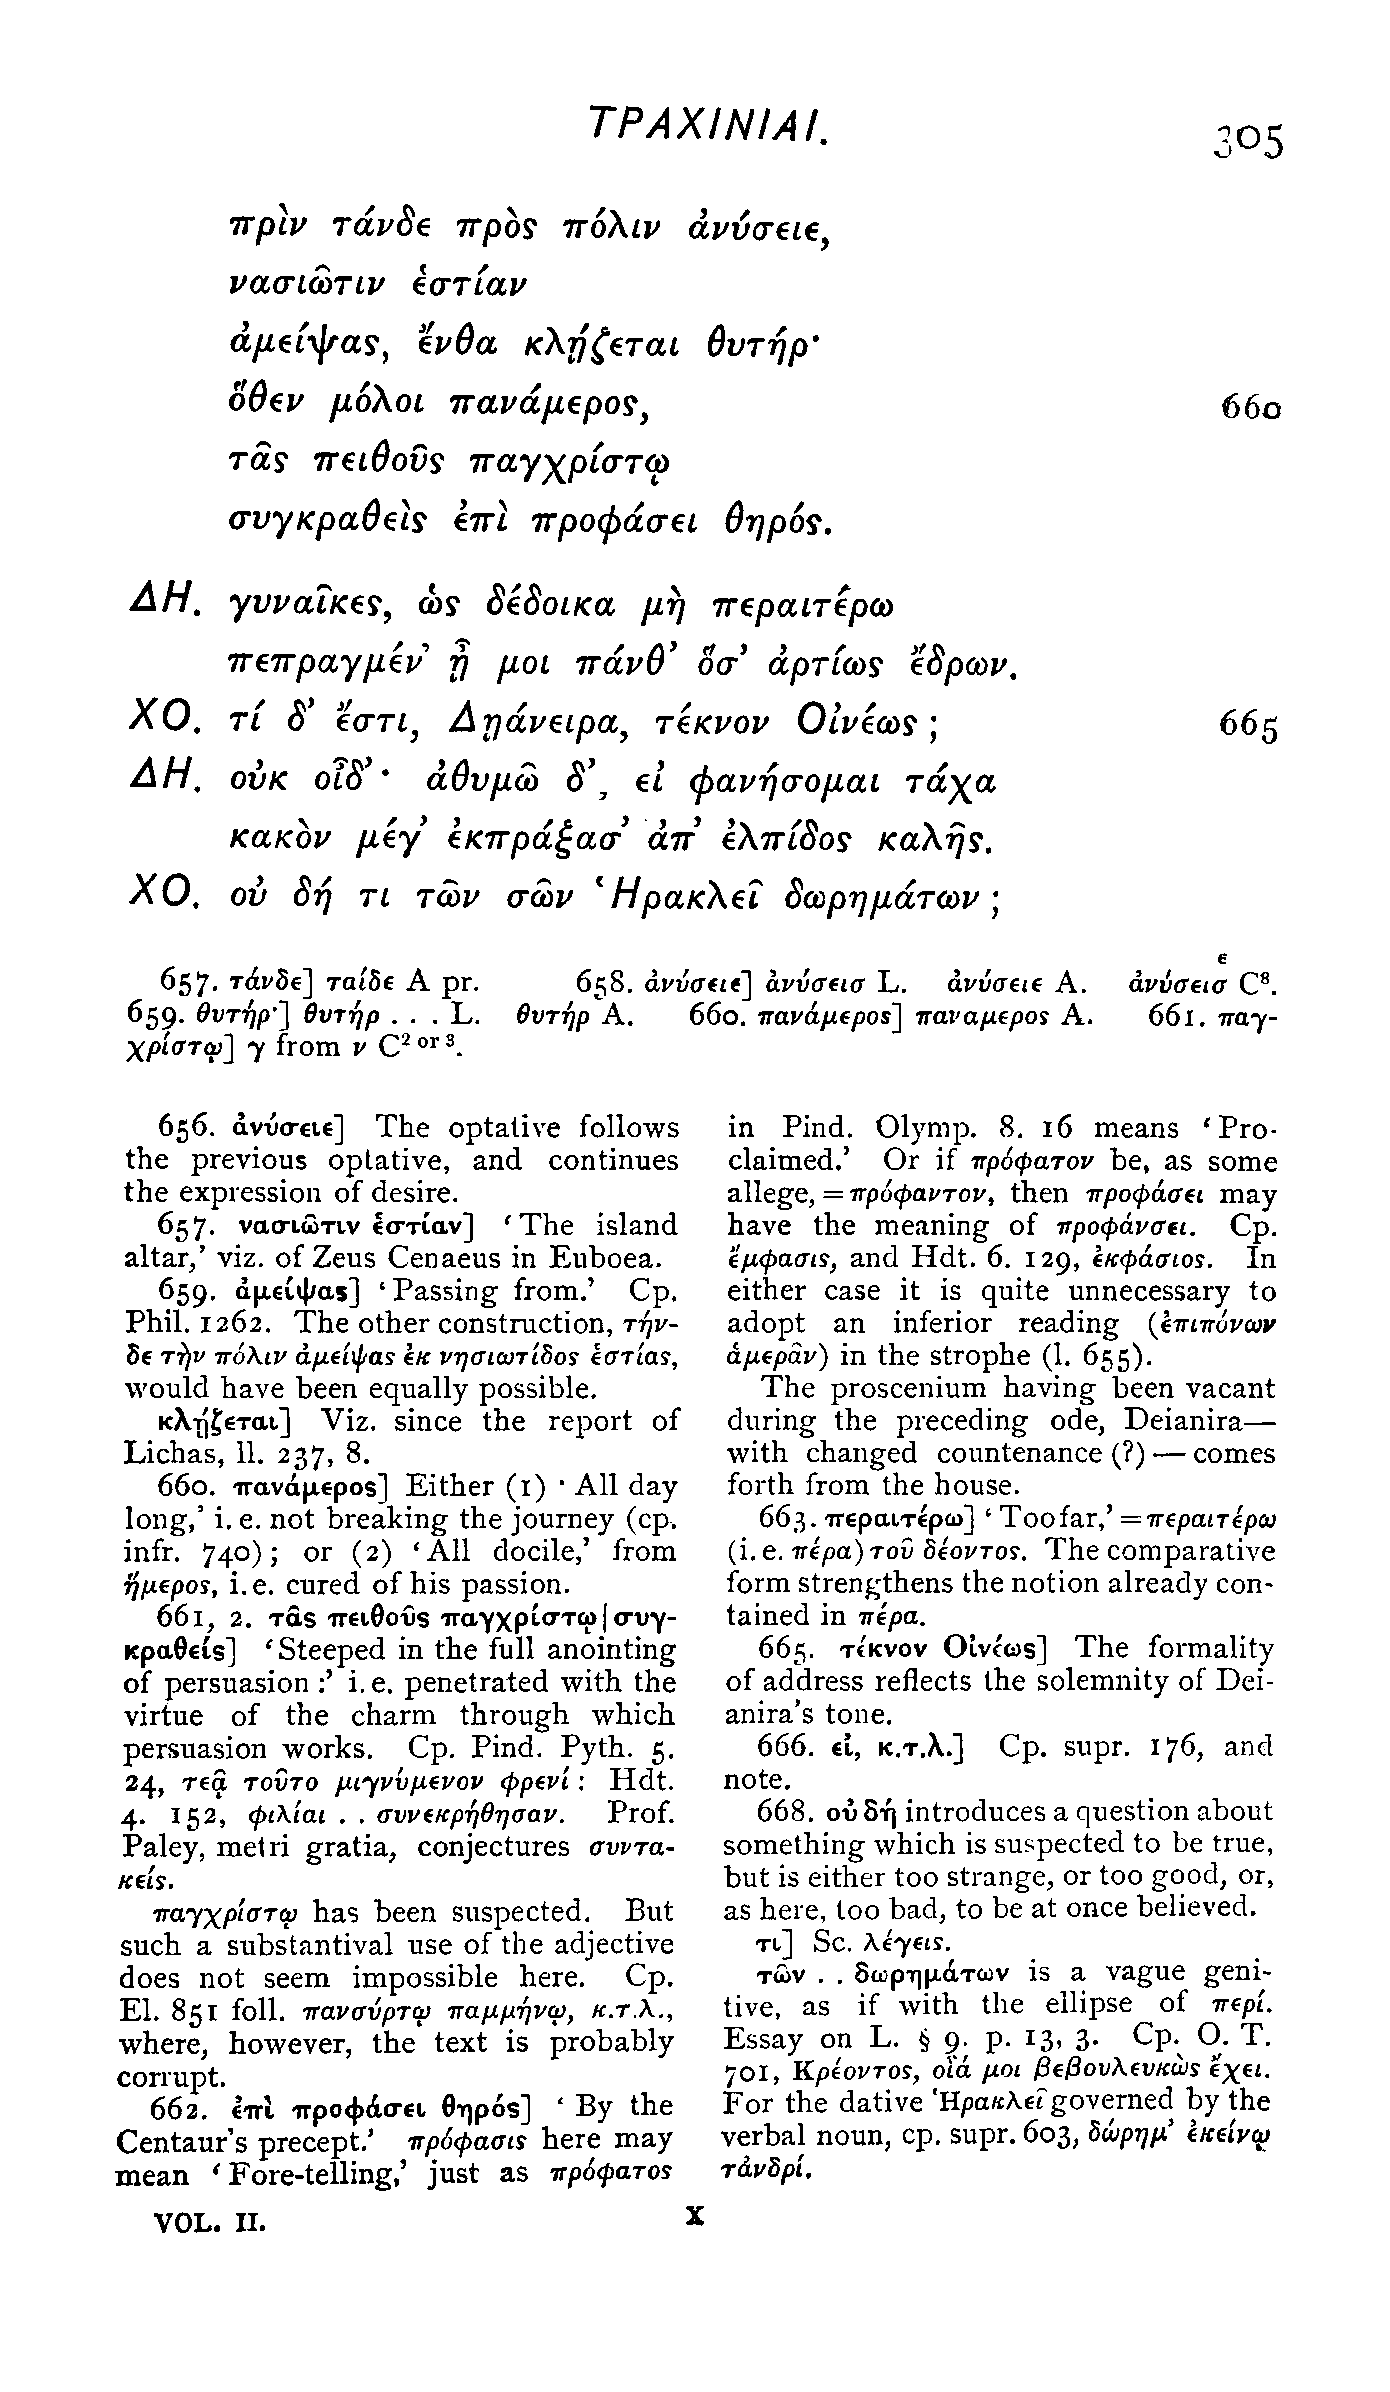 ΤΡΑΧΙΝΙΑΙ.
305
πρὶν τάνδε πρὸς πόλιν ἀνύσειε,
νασιῶτιν ἑστίαν
ἀμείψας, ἔνθα κλῄζεται θυτήρ·
ὅθεν μόλοι πανάμερος, 660
τᾶς πειθοῦς παγχρίστῳ
συγκραθεὶς ἐπὶ προφάσει θηρός.
ΔΗ. γυναῖκες, ὡς δέδοικα μὴ περαιτέρω
πεπραγμέν᾽ ᾖ μοι πάνθ᾽ ὅσ᾽ ἀρτίως ἔδρων.
ΧΟ. τί δ᾽ ἔστι, Δῃάνειρα, τέκνον Οἰνέως; 665
ΔΗ. οὐκ οἶδ᾽· ἀθυμῶ δ᾽, εἰ φανήσομαι τάχα
κακὸν μέγ᾽ ἐκπράξασ᾽ ἀπ᾽ ἐλπίδος καλῆς.
ΧΟ. οὐ δή τι τῶν σῶν Ἡρακλεῖ δωρημάτων;
657. τάνδε] ταίδε A pr. 658. ἀνύσειε] ἀνύσεισ L. ἀνύσειε A. ἀνύσεισε C⁸.
659. θυτήρ·] θυτήρ . . . L. θυτήρ A. 660. πανάμερος] παναμερος A. 661. παγ-
χρίστῳ] γ from ν C² ᵒʳ ³.
656. ἀνύσειε] The optative follows
the previous optative, and continues
the expression of desire.
657. νασιῶτιν ἑστίαν] ‘The island
altar,’ viz. of Zeus Cenaeus in Euboea.
659. ἀμείψας] ‘Passing from.’ Cp.
Phil. 1262. The other construction, τήν-
δε τὴν πόλιν ἀμείψας ἐκ νησιωτίδος ἑστίας,
would have been equally possible.
κλῄζεται] Viz. since the report of
Lichas, ll. 237, 8.
660. πανάμερος] Either (1) ‘All day
long,’ i. e. not breaking the journey (cp.
infr. 740); or (2) ‘All docile,’ from
ἥμερος, i. e. cured of his passion.
661, 2. τᾶς πειθοῦς παγχρίστῳ | συγ-
κραθείς] ‘Steeped in the full anointing
of persuasion:’ i. e. penetrated with the
virtue of the charm through which
persuasion works. Cp. Pind. Pyth. 5.
24, τεᾷ τοῦτο μιγνύμενον φρενί: Hdt.
4. 152, φιλίαι . . συνεκρήθησαν. Prof.
Paley, metri gratia, conjectures συντα-
κείς.
παγχρίστῳ has been suspected. But
such a substantival use of the adjective
does not seem impossible here. Cp.
El. 851 foll. πανσύρτῳ παμμήνῳ, κ.τ.λ.,
where, however, the text is probably
corrupt.
662. ἐπὶ προφάσει θηρός] ‘By the
Centaur’s precept.’ πρόφασις here may
mean ‘Fore-telling,’ just as πρόφατος
in Pind. Olymp. 8. 16 means ‘Pro-
claimed.’ Or if πρόφατον be, as some
allege, = πρόφαντον, then προφάσει may
have the meaning of προφάνσει. Cp.
ἔμφασις, and Hdt. 6. 129, ἐκφάσιος. In
either case it is quite unnecessary to
adopt an inferior reading (ἐπιπόνων
ἁμερᾶν) in the strophe (l. 655).
The proscenium having been vacant
during the preceding ode, Deianira—
with changed countenance (?) — comes
forth from the house.
663. περαιτέρω] ‘Too far,’ = περαιτέρω
(i. e. πέρα) τοῦ δέοντος. The comparative
form strengthens the notion already con-
tained in πέρα.
665. τέκνον Οἰνέως] The formality
of address reflects the solemnity of Dei-
anira’s tone.
666. εἰ, κ.τ.λ.] Cp. supr. 176, and
note.
668. οὐ δή introduces a question about
something which is suspected to be true,
but is either too strange, or too good, or,
as here, too bad, to be at once believed.
τι] Sc. λέγεις.
τῶν . . δωρημάτων is a vague geni-
tive, as if with the ellipse of περί.
Essay on L. § 9. p. 13, 3. Cp. O. T.
701, Κρέοντος, οἷά μοι βεβουλευκὼς ἔχει.
For the dative Ἡρακλεῖ governed by the
verbal noun, cp. supr. 603, δώρημ᾽ ἐκείνῳ
τἀνδρί.
VOL. II. X